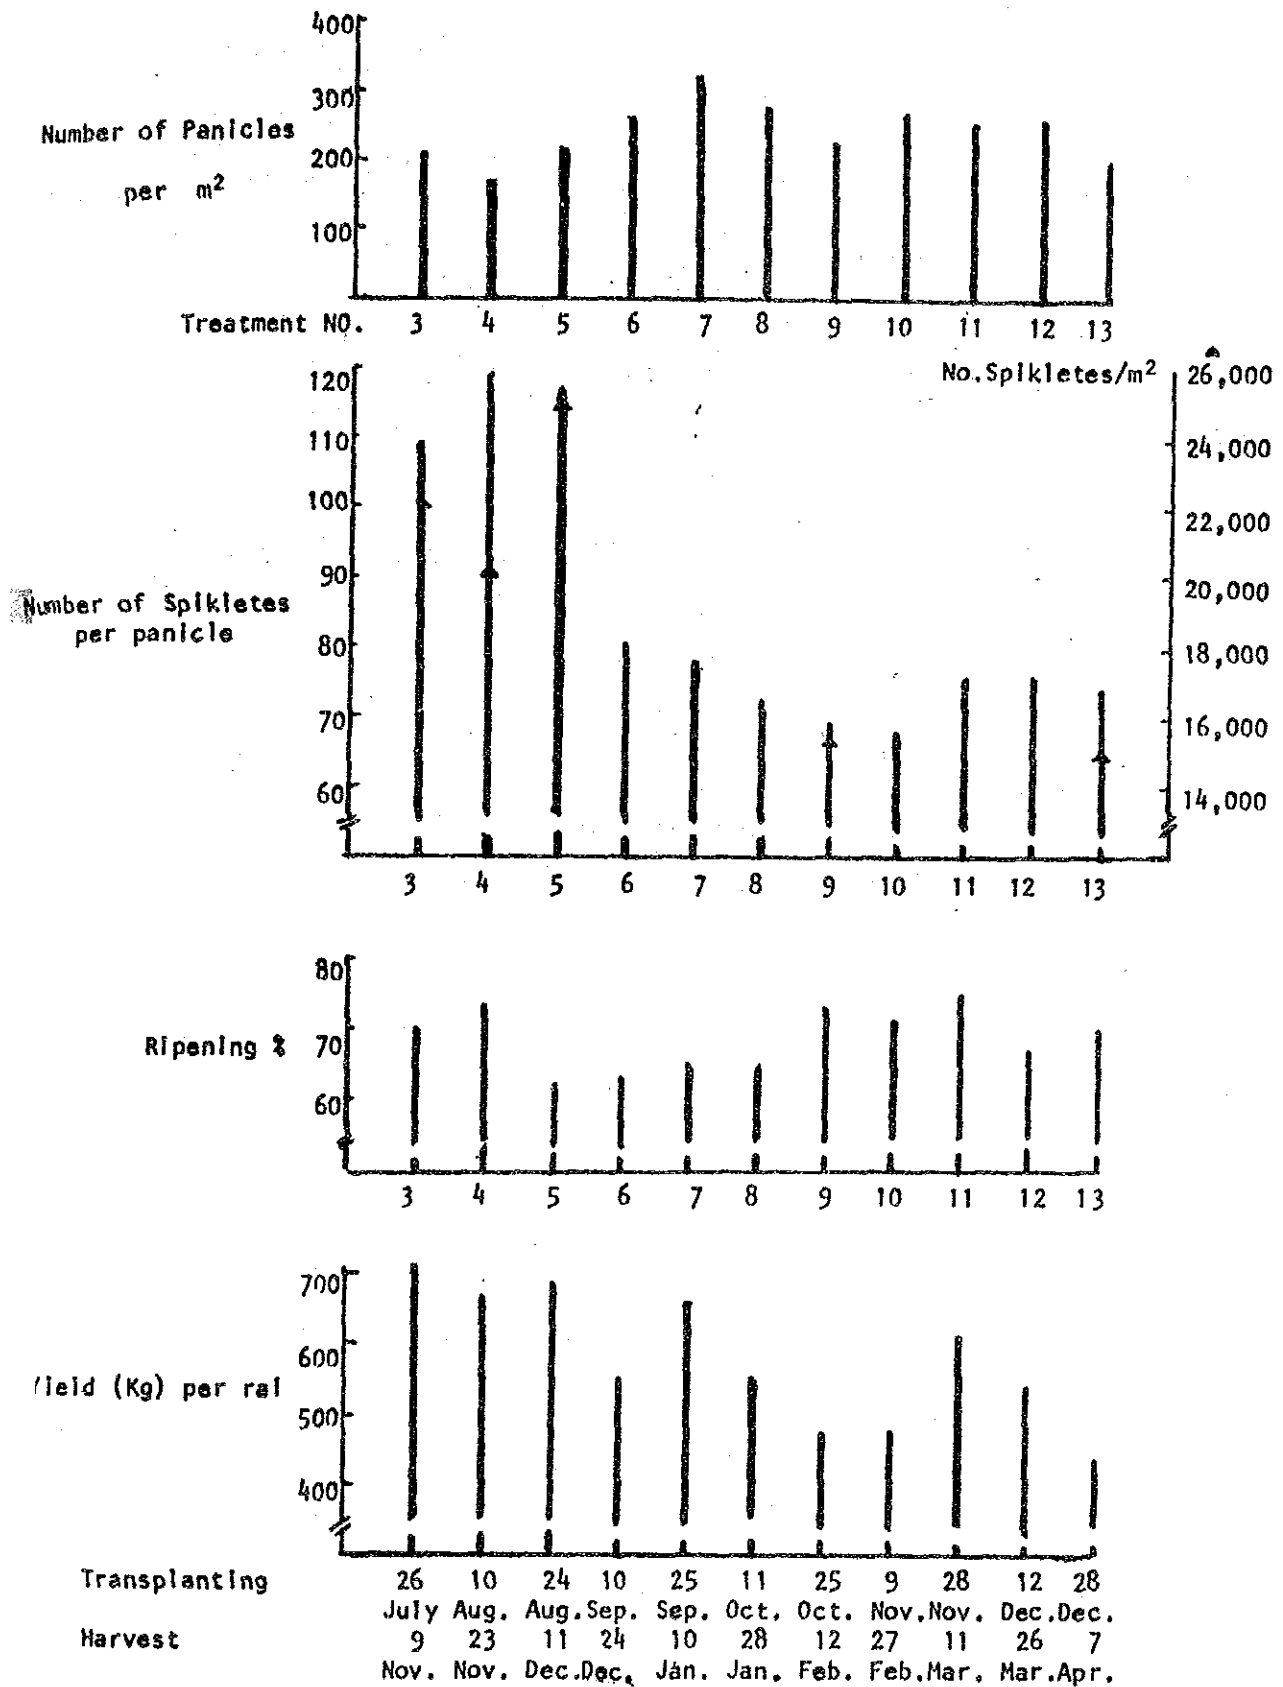 400
300
Number of Panicles
200
per m²
100
Treatment NO. 3 4 5 6 7 8 9 10 11 12 13
120 No.Spikletes/m² 26,000
110 24,000
100 22,000
90 20,000
Number of Spikletes
per panicle
80 18,000
70 16,000
60 14,000
3 4 5 6 7 8 9 10 11 12 13
80
Ripening % 70
60
3 4 5 6 7 8 9 10 11 12 13
700
600
ield (Kg) per rai
500
400
Transplanting 26 10 24 10 25 11 25 9 28 12 28
July Aug. Aug. Sep. Sep. Oct. Oct. Nov. Nov. Dec. Dec.
Harvest 9 23 11 24 10 28 12 27 11 26 7
Nov. Nov. Dec. Dec. Jan. Jan. Feb. Feb. Mar. Mar. Apr.